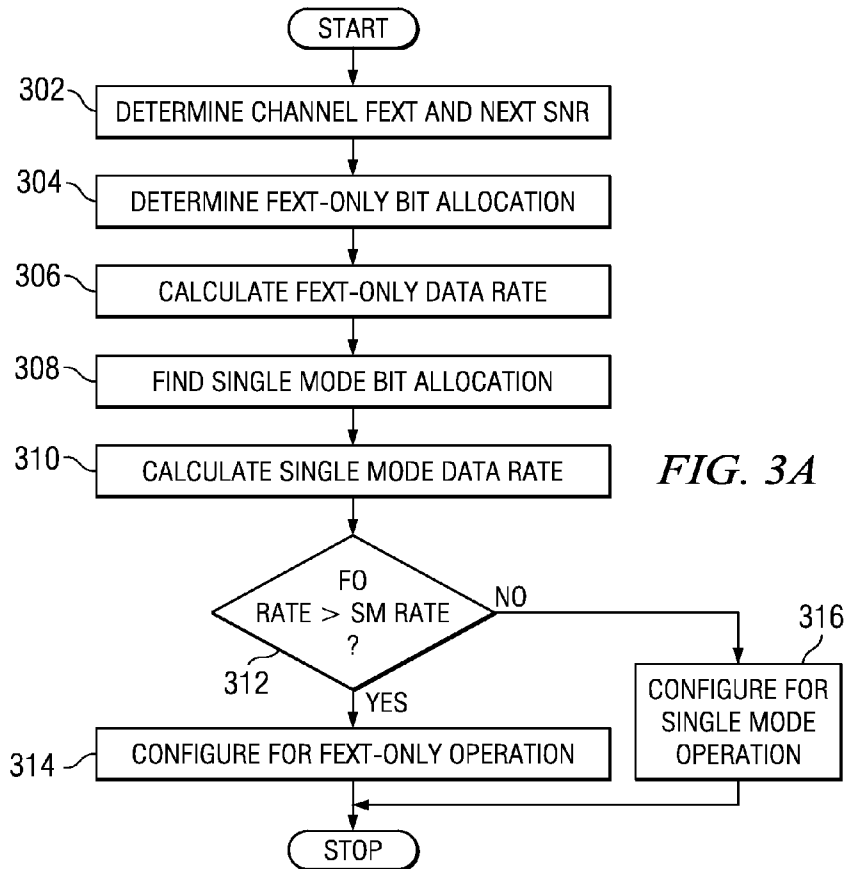 START
302
DETERMINE CHANNEL FEXT AND NEXT SNR
304
DETERMINE FEXT-ONLY BIT ALLOCATION
306
CALCULATE FEXT-ONLY DATA RATE
308
FIND SINGLE MODE BIT ALLOCATION
310
CALCULATE SINGLE MODE DATA RATE
FIG. 3A
FO
RATE > SM RATE
?
312
NO
YES
316
CONFIGURE FOR
SINGLE MODE
OPERATION
314
CONFIGURE FOR FEXT-ONLY OPERATION
STOP